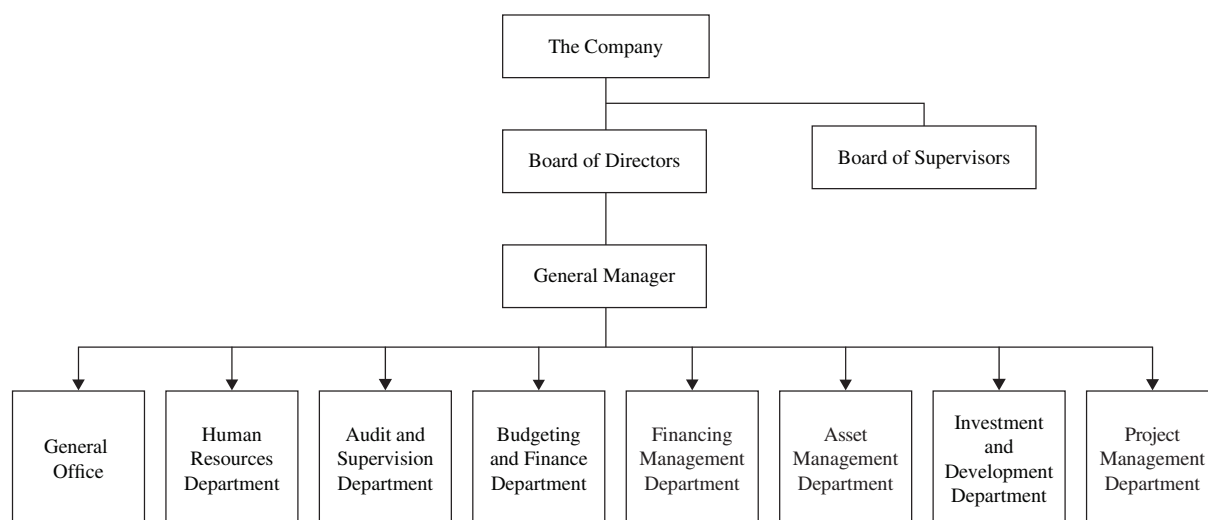 The Company
Board of Directors
Board of Supervisors
General Manager
General
Office
Human
Resources
Department
Audit and
Supervision
Department
Budgeting
and Finance
Department
Financing
Management
Department
Asset
Management
Department
Investment
and
Development
Department
Project
Management
Department